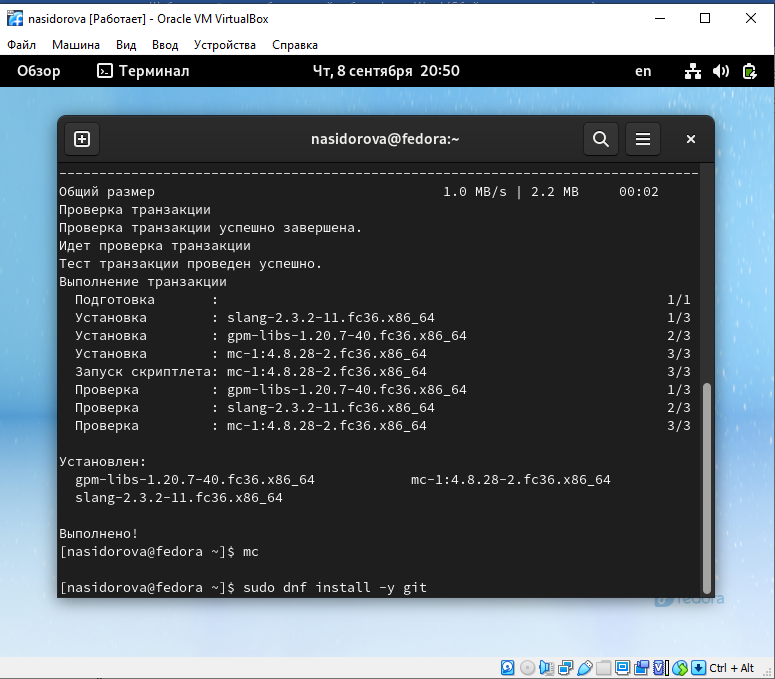 nasidorova [Работает] - Oracle VM VirtualBox
Файл Машина Вид Ввод Устройства Справка
Обзор Терминал Чт, 8 сентября 20:50 en
nasidorova@fedora:~
Общий размер 1.0 MB/s | 2.2 MB 00:02
Проверка транзакции
Проверка транзакции успешно завершена.
Идет проверка транзакции
Тест транзакции проведен успешно.
Выполнение транзакции
Подготовка : 1/1
Установка : slang-2.3.2-11.fc36.x86_64 1/3
Установка : gpm-libs-1.20.7-40.fc36.x86_64 2/3
Установка : mc-1:4.8.28-2.fc36.x86_64 3/3
Запуск скриптлета: mc-1:4.8.28-2.fc36.x86_64 3/3
Проверка : gpm-libs-1.20.7-40.fc36.x86_64 1/3
Проверка : slang-2.3.2-11.fc36.x86_64 2/3
Проверка : mc-1:4.8.28-2.fc36.x86_64 3/3
Установлен:
gpm-libs-1.20.7-40.fc36.x86_64 mc-1:4.8.28-2.fc36.x86_64
slang-2.3.2-11.fc36.x86_64
Выполнено!
[nasidorova@fedora ~]$ mc
[nasidorova@fedora ~]$ sudo dnf install -y git
fedora
Ctrl + Alt